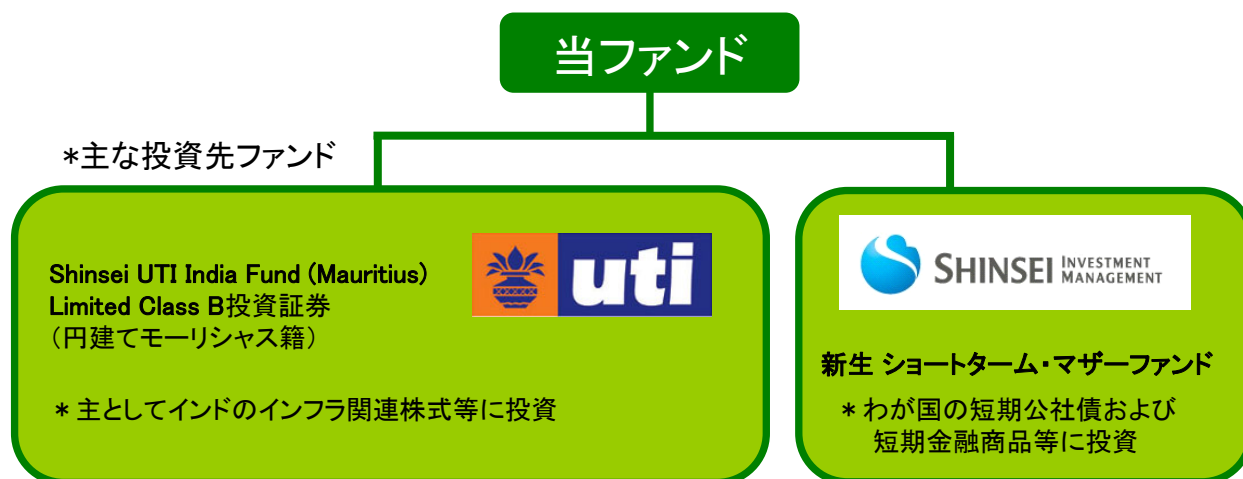 当ファンド
*主な投資先ファンド
Shinsei UTI India Fund (Mauritius)
Limited Class B投資証券
(円建てモーリシャス籍)
uti
* 主としてインドのインフラ関連株式等に投資
SHINSEI INVESTMENT
MANAGEMENT
新生 ショートターム・マザーファンド
* わが国の短期公社債および
短期金融商品等に投資